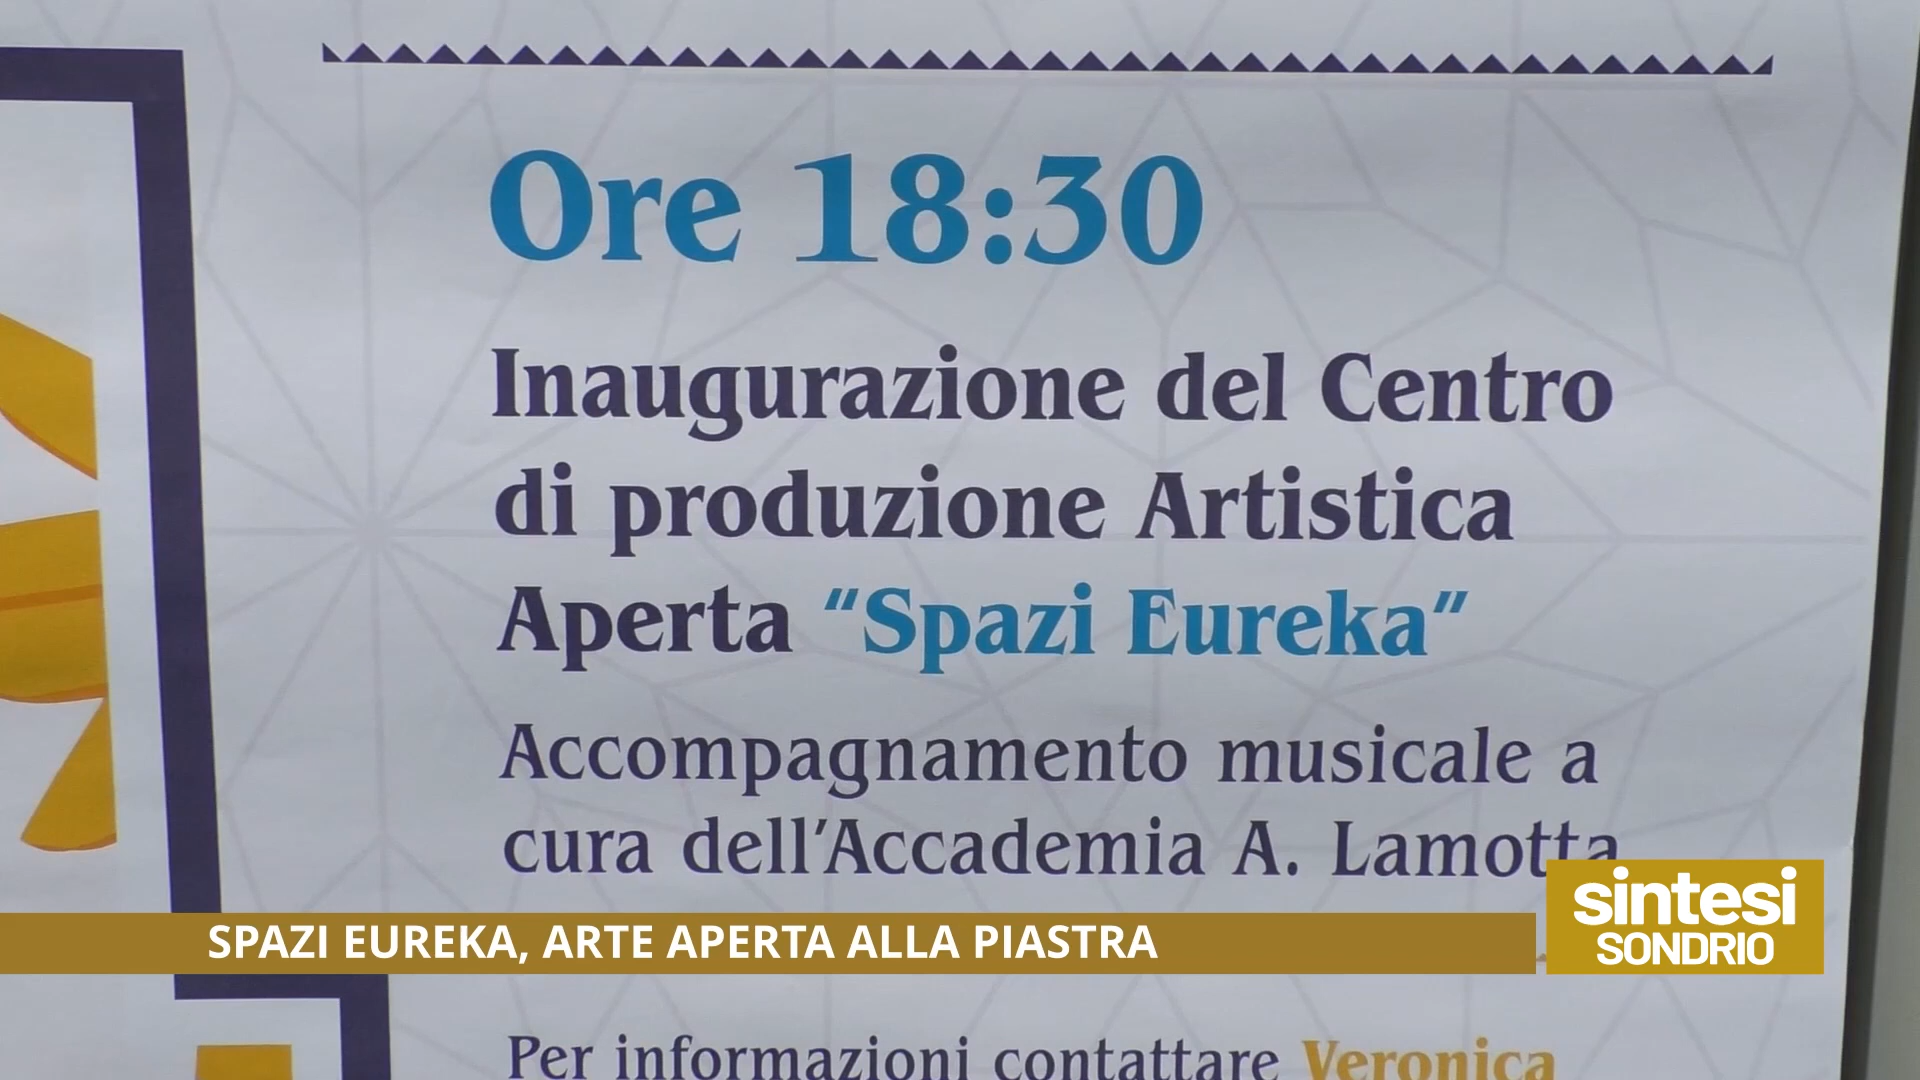 Ore 18:30
Inaugurazione del Centro
di produzione Artistica
Aperta “Spazi Eureka”
Accompagnamento musicale a
cura dell’Accademia A. Lamotta
SPAZI EUREKA, ARTE APERTA ALLA PIASTRA
sintesi
SONDRIO
Per informazioni contattare Veronica